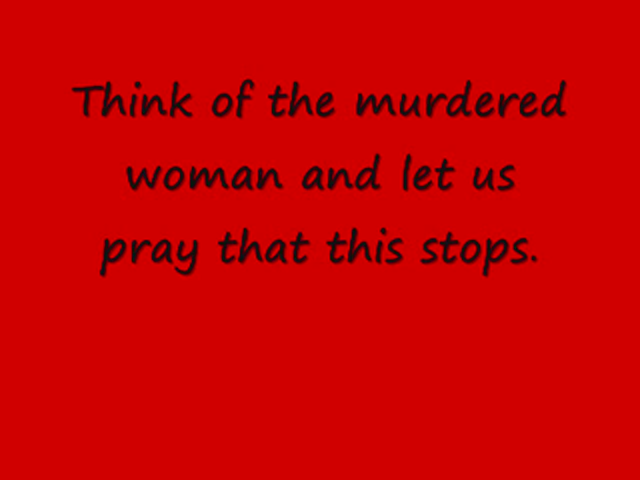 Think of the murdered
woman and let us
pray that this stops.